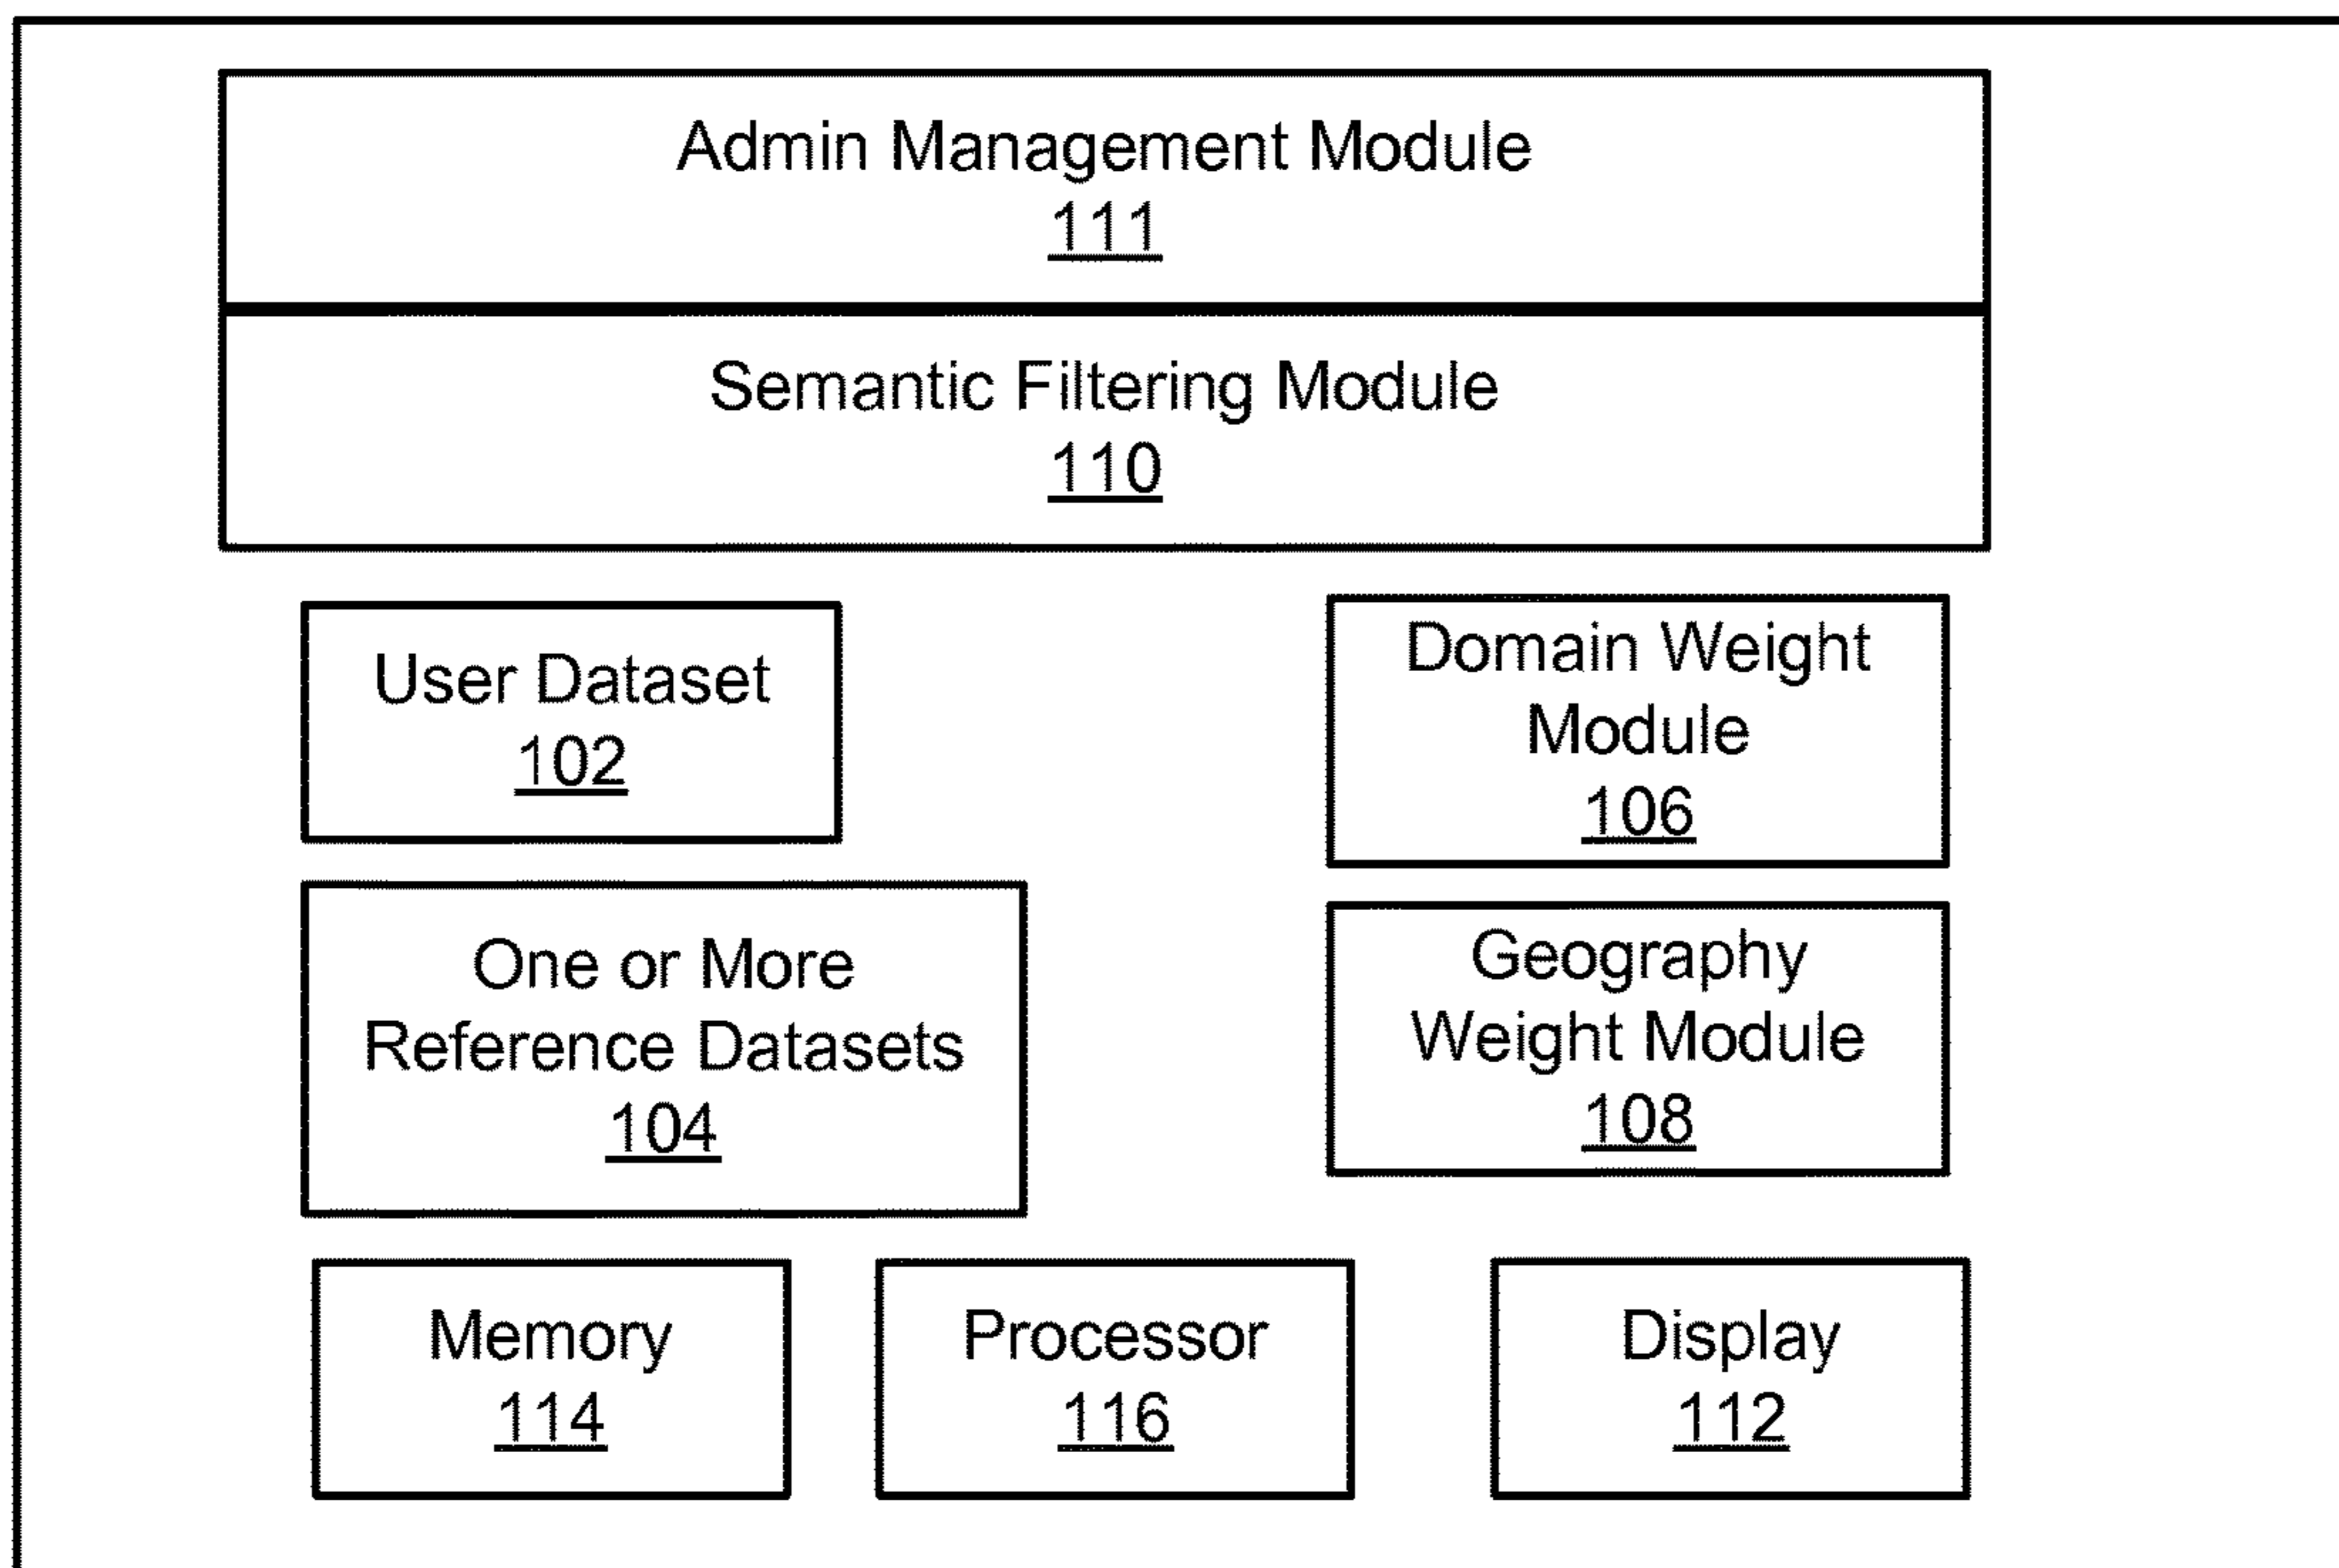 Admin Management Module
111
Semantic Filtering Module
110
User Dataset
102
Domain Weight
Module
106
One or More
Reference Datasets
104
Geography
Weight Module
108
Memory
114
Processor
116
Display
112